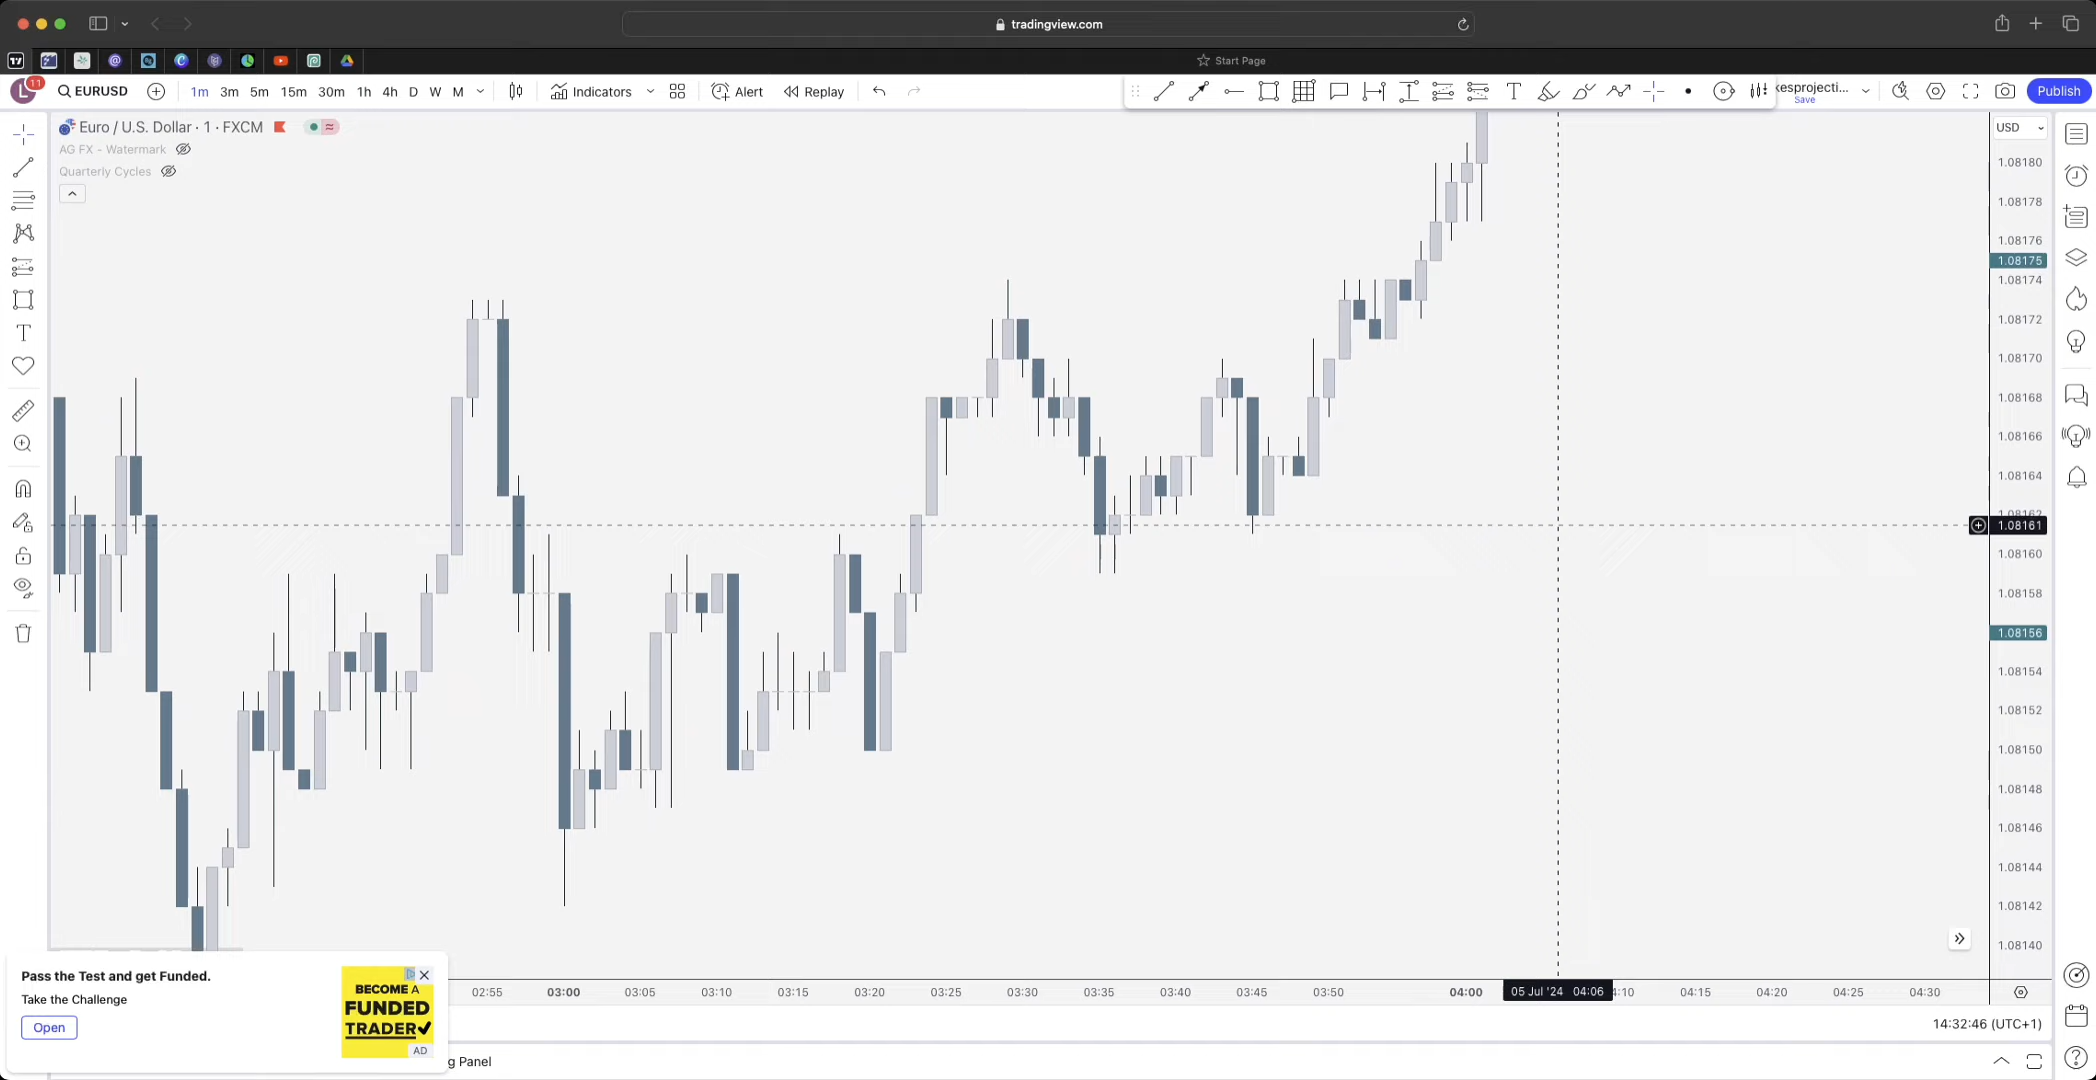 tradingview.com
Start Page
L 11 EURUSD 1m 3m 5m 15m 30m 1h 4h D W M Indicators Alert Replay kesprojecti... Save Publish
Euro / U.S. Dollar · 1 · FXCM
AG FX - Watermark
Quarterly Cycles
USD
1.08180
1.08178
1.08176
1.08175
1.08174
1.08172
1.08170
1.08168
1.08166
1.08164
1.08162
1.08161
1.08160
1.08158
1.08156
1.08154
1.08152
1.08150
1.08148
1.08146
1.08144
1.08142
1.08140
Pass the Test and get Funded.
Take the Challenge
Open
BECOME A
FUNDED
TRADER
AD
02:55 03:00 03:05 03:10 03:15 03:20 03:25 03:30 03:35 03:40 03:45 03:50 04:00 05 Jul '24 04:06 4:10 04:15 04:20 04:25 04:30
14:32:46 (UTC+1)
g Panel